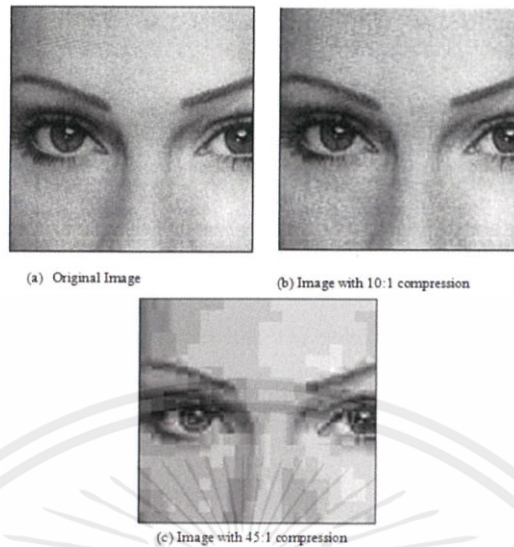 (a) Original Image
(b) Image with 10:1 compression
(c) Image with 45:1 compression